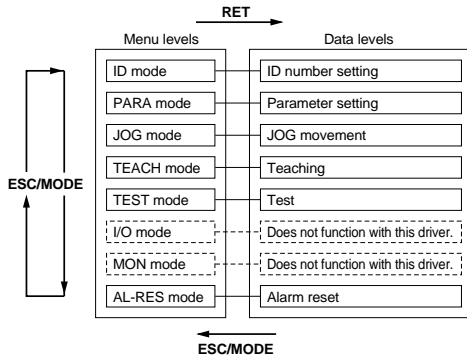 RET
Menu levels Data levels
ID mode ID number setting
PARA mode Parameter setting
JOG mode JOG movement
TEACH mode Teaching
ESC/MODE
TEST mode Test
I/O mode Does not function with this driver.
MON mode Does not function with this driver.
AL-RES mode Alarm reset
ESC/MODE